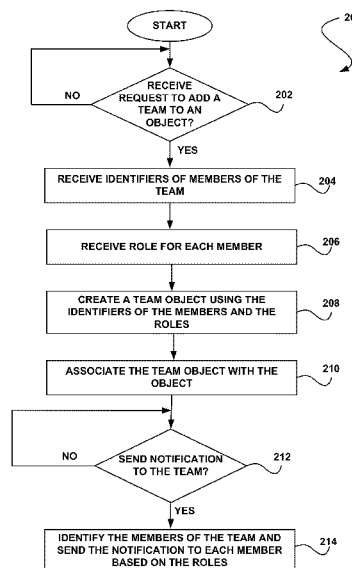 START
20
RECEIVE
REQUEST TO ADD A
TEAM TO AN
OBJECT?
NO
202
YES
RECEIVE IDENTIFIERS OF MEMBERS OF THE
TEAM
204
RECEIVE ROLE FOR EACH MEMBER
206
CREATE A TEAM OBJECT USING THE
IDENTIFIERS OF THE MEMBERS AND THE
ROLES
208
ASSOCIATE THE TEAM OBJECT WITH THE
OBJECT
210
NO
SEND NOTIFICATION
TO THE TEAM?
212
YES
IDENTIFY THE MEMBERS OF THE TEAM AND
SEND THE NOTIFICATION TO EACH MEMBER
BASED ON THE ROLES
214